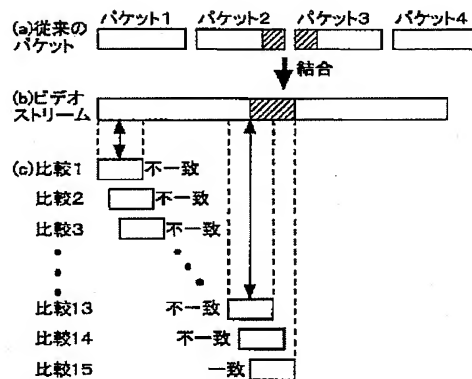 パケット1 パケット2 パケット3 パケット4
(a)従来の
パケット
結合
(b)ビデオ
ストリーム
(c)比較1 不一致
比較2 不一致
比較3 不一致
比較13 不一致
比較14 不一致
比較15 一致